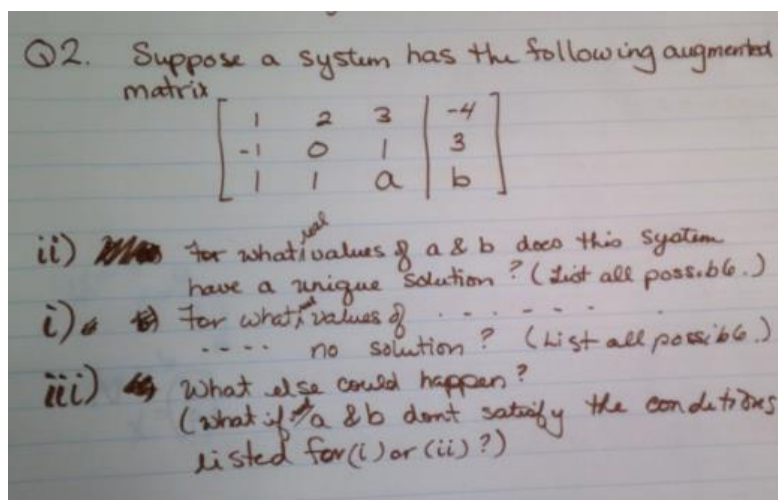 Q2. Suppose a system has the following augmented
matrix
1 2 3 | -4
-1 0 1 | 3
1 1 a | b
real
ii) For what values of a & b does this system
have a unique solution? (List all possible.)
real
i) For what values of . . . . . . .
. . . . no solution? (List all possible.)
iii) What else could happen?
(what if a & b dont satisfy the conditions
listed for (i) or (ii)?)